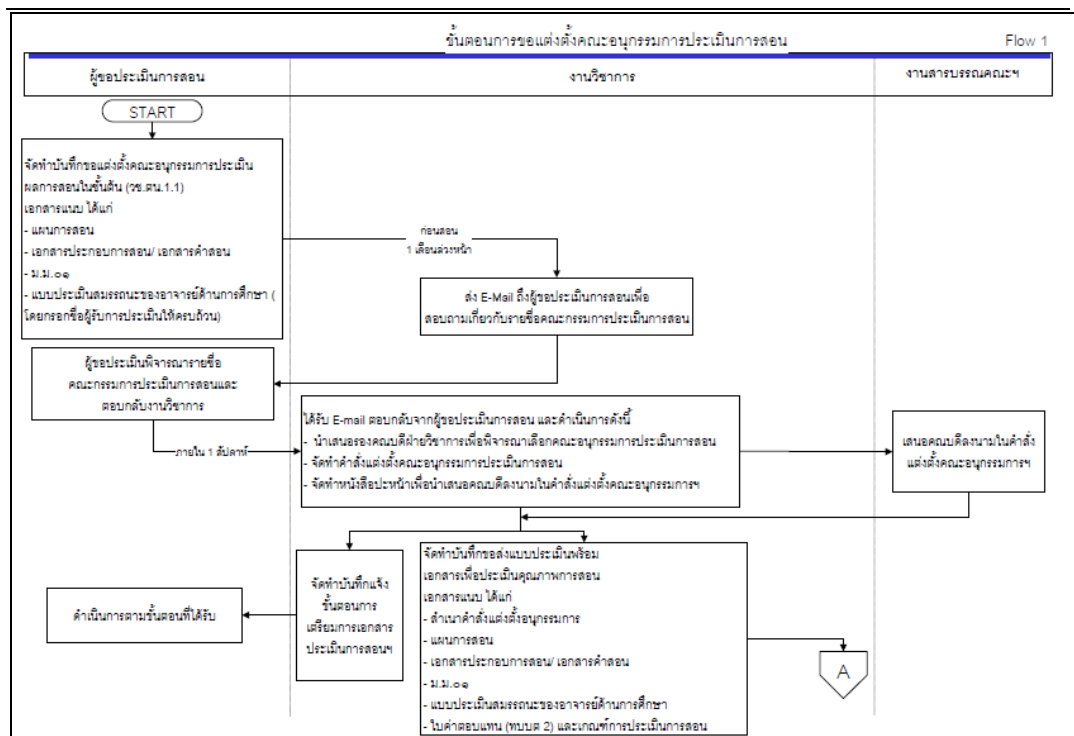 ขั้นตอนการขอแต่งตั้งคณะอนุกรรมการประเมินการสอน
Flow 1
ผู้ขอประเมินการสอน
งานวิชาการ
งานสารบรรณคณะฯ
START
จัดทำบันทึกขอแต่งตั้งคณะอนุกรรมการประเมิน
ผลการสอนในชั้นต้น (วช.ตน.1.1)
เอกสารแนบ ได้แก่
- แผนการสอน
- เอกสารประกอบการสอน/ เอกสารคำสอน
- ม.ม.๐๑
- แบบประเมินสมรรถนะของอาจารย์ด้านการศึกษา (
โดยกรอกชื่อผู้รับการประเมินให้ครบถ้วน)
ก่อนสอน
1 เดือนล่วงหน้า
ส่ง E-Mail ถึงผู้ขอประเมินการสอนเพื่อ
สอบถามเกี่ยวกับรายชื่อคณะกรรมการประเมินการสอน
ผู้ขอประเมินพิจารณารายชื่อ
คณะกรรมการประเมินการสอนและ
ตอบกลับงานวิชาการ
ภายใน 1 สัปดาห์
ได้รับ E-mail ตอบกลับจากผู้ขอประเมินการสอน และดำเนินการดังนี้
- นำเสนอรองคณบดีฝ่ายวิชาการเพื่อพิจารณาเลือกคณะอนุกรรมการประเมินการสอน
- จัดทำคำสั่งแต่งตั้งคณะอนุกรรมการประเมินการสอน
- จัดทำหนังสือปะหน้าเพื่อนำเสนอคณบดีลงนามในคำสั่งแต่งตั้งคณะอนุกรรมการฯ
เสนอคณบดีลงนามในคำสั่ง
แต่งตั้งคณะอนุกรรมการฯ
จัดทำบันทึกแจ้ง
ขั้นตอนการ
เตรียมการเอกสาร
ประเมินการสอนฯ
ดำเนินการตามขั้นตอนที่ได้รับ
จัดทำบันทึกขอส่งแบบประเมินพร้อม
เอกสารเพื่อประเมินคุณภาพการสอน
เอกสารแนบ ได้แก่
- สำเนาคำสั่งแต่งตั้งอนุกรรมการ
- แผนการสอน
- เอกสารประกอบการสอน/ เอกสารคำสอน
- ม.ม.๐๑
- แบบประเมินสมรรถนะของอาจารย์ด้านการศึกษา
- ใบค่าตอบแทน (ทบบต 2) และเกณฑ์การประเมินการสอน
A